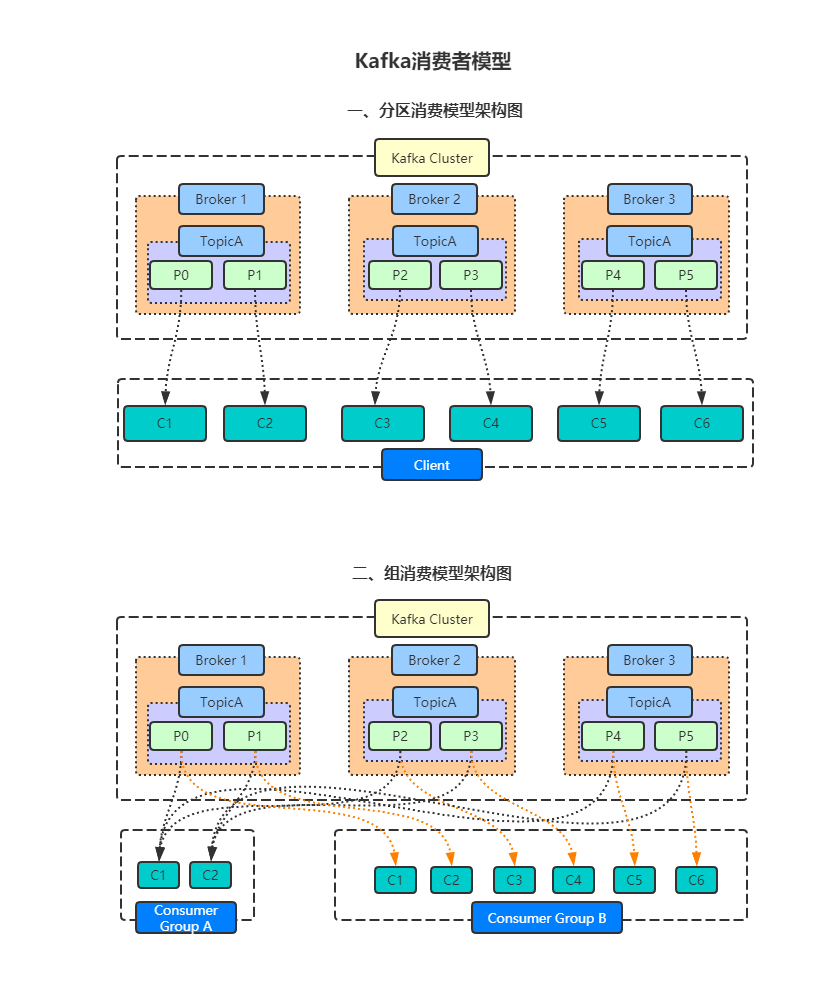 Kafka消费者模型
一、分区消费模型架构图
Kafka Cluster
Broker 1
Broker 2
Broker 3
TopicA
TopicA
TopicA
P0
P1
P2
P3
P4
P5
C1
C2
C3
C4
C5
C6
Client
二、组消费模型架构图
Kafka Cluster
Broker 1
Broker 2
Broker 3
TopicA
TopicA
TopicA
P0
P1
P2
P3
P4
P5
C1
C2
C1
C2
C3
C4
C5
C6
Consumer
Group A
Consumer Group B